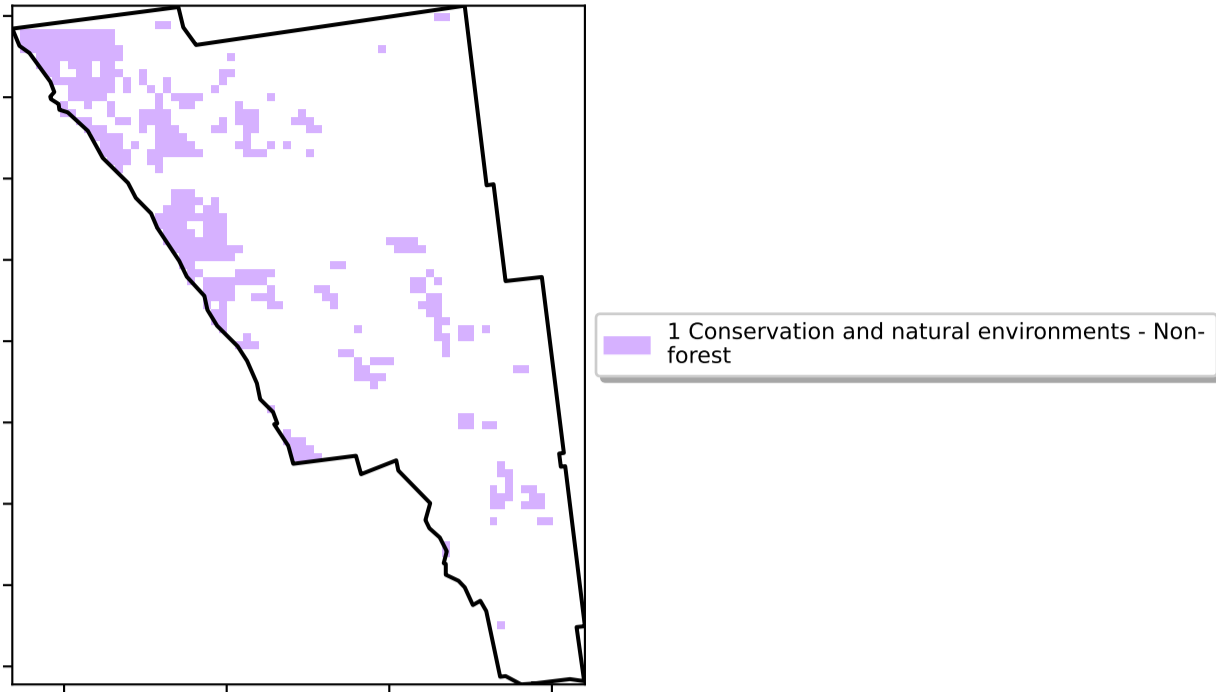 1 Conservation and natural environments - Non-
forest